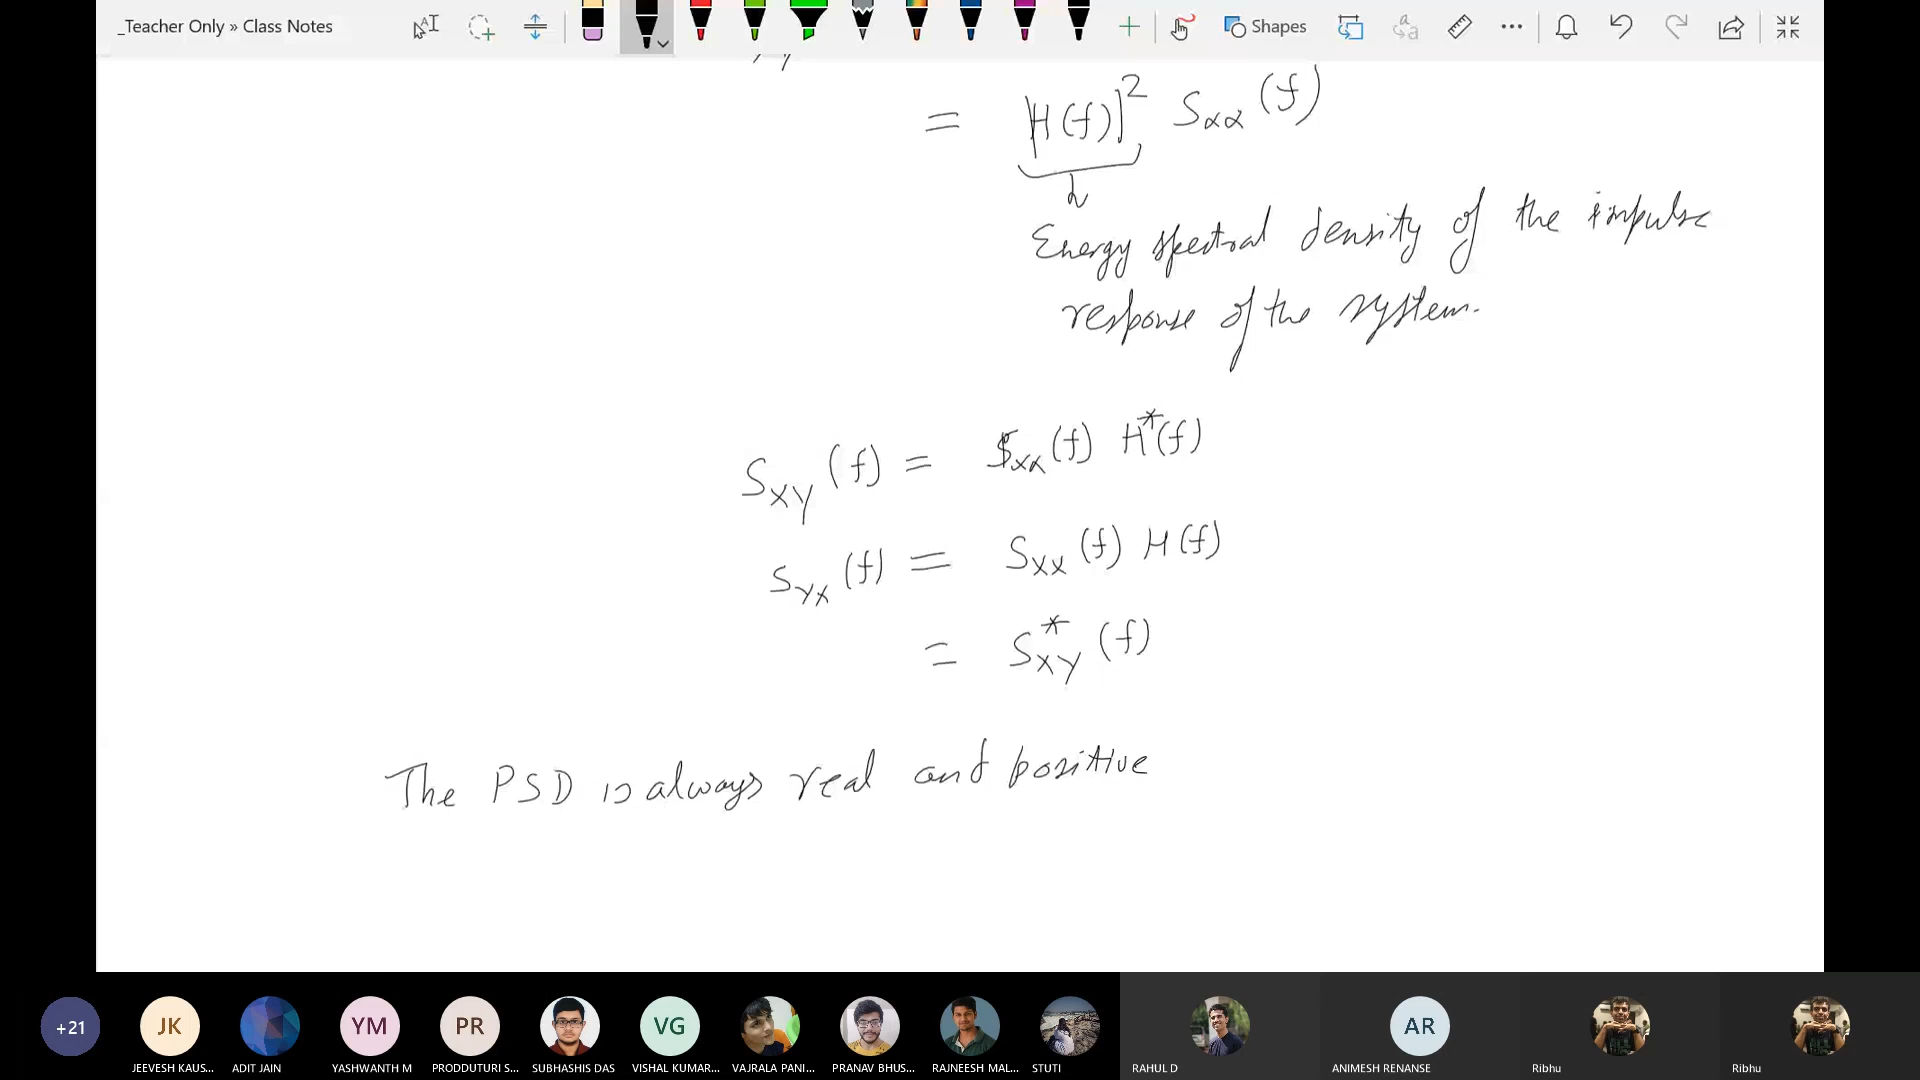 _Teacher Only » Class Notes
Shapes
= |H(f)|² Sxx(f)
Energy spectral density of the impulse
response of the system.
Sxy(f) = Sxx(f) H*(f)
Syx(f) = Sxx(f) H(f)
= S*xy(f)
The PSD is always real and positive
+21
JK
YM
PR
VG
AR
JEEVESH KAUS...
ADIT JAIN
YASHWANTH M
PRODDUTURI S...
SUBHASHIS DAS
VISHAL KUMAR...
VAJRALA PANI...
PRANAV BHUS...
RAJNEESH MAL...
STUTI
RAHUL D
ANIMESH RENANSE
Ribhu
Ribhu